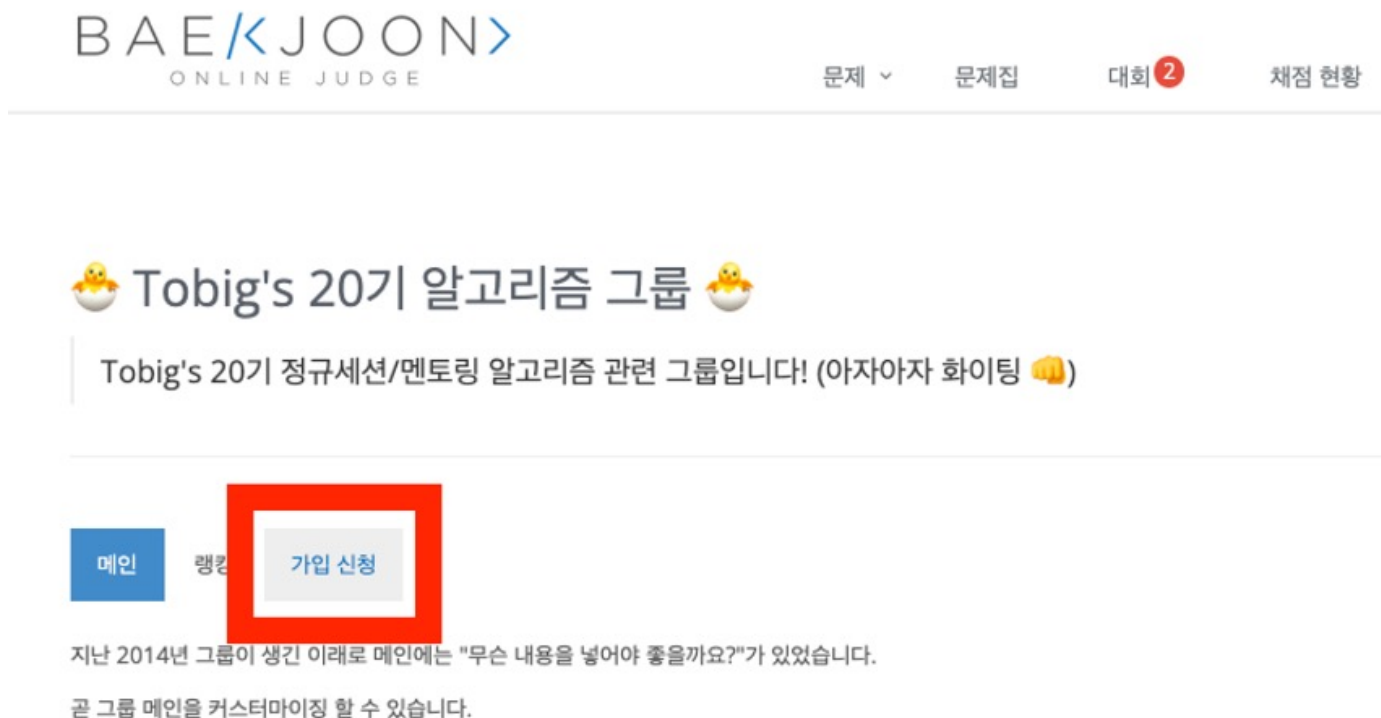 BAE/<JOON>
ONLINE JUDGE
문제 문제집 대회 2 채점 현황
🐣 Tobig's 20기 알고리즘 그룹 🐣
Tobig's 20기 정규세션/멘토링 알고리즘 관련 그룹입니다! (아자아자 화이팅 👊)
메인 가입 신청
지난 2014년 그룹이 생긴 이래로 메인에는 "무슨 내용을 넣어야 좋을까요?"가 있었습니다.
곧 그룹 메인을 커스터마이징 할 수 있습니다.